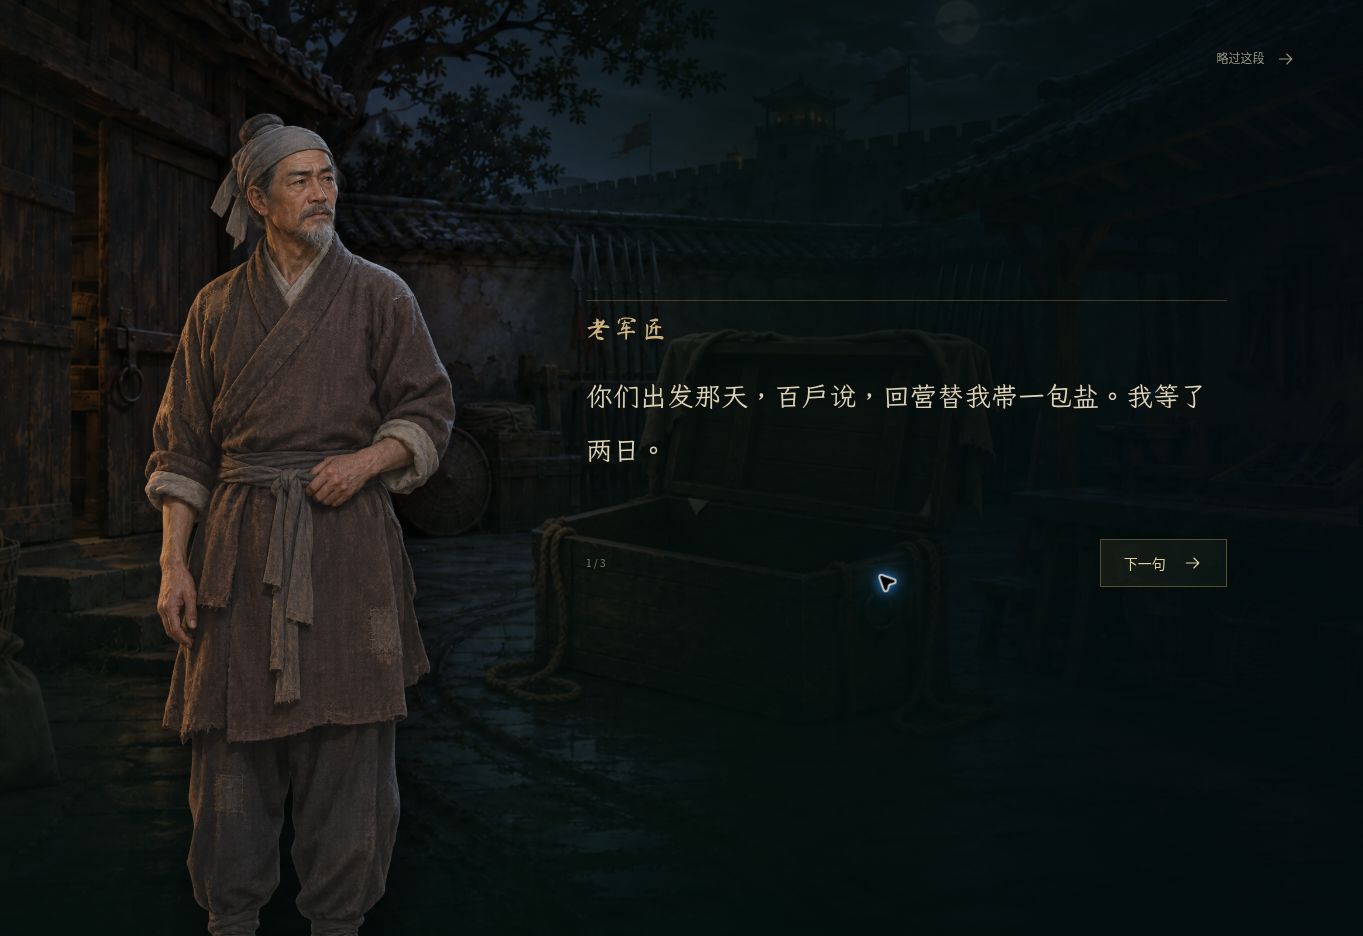 略过这段 →
老军匠
你们出发那天，百戶说，回营替我带一包盐。我等了
两日。
1/3
下一句 →